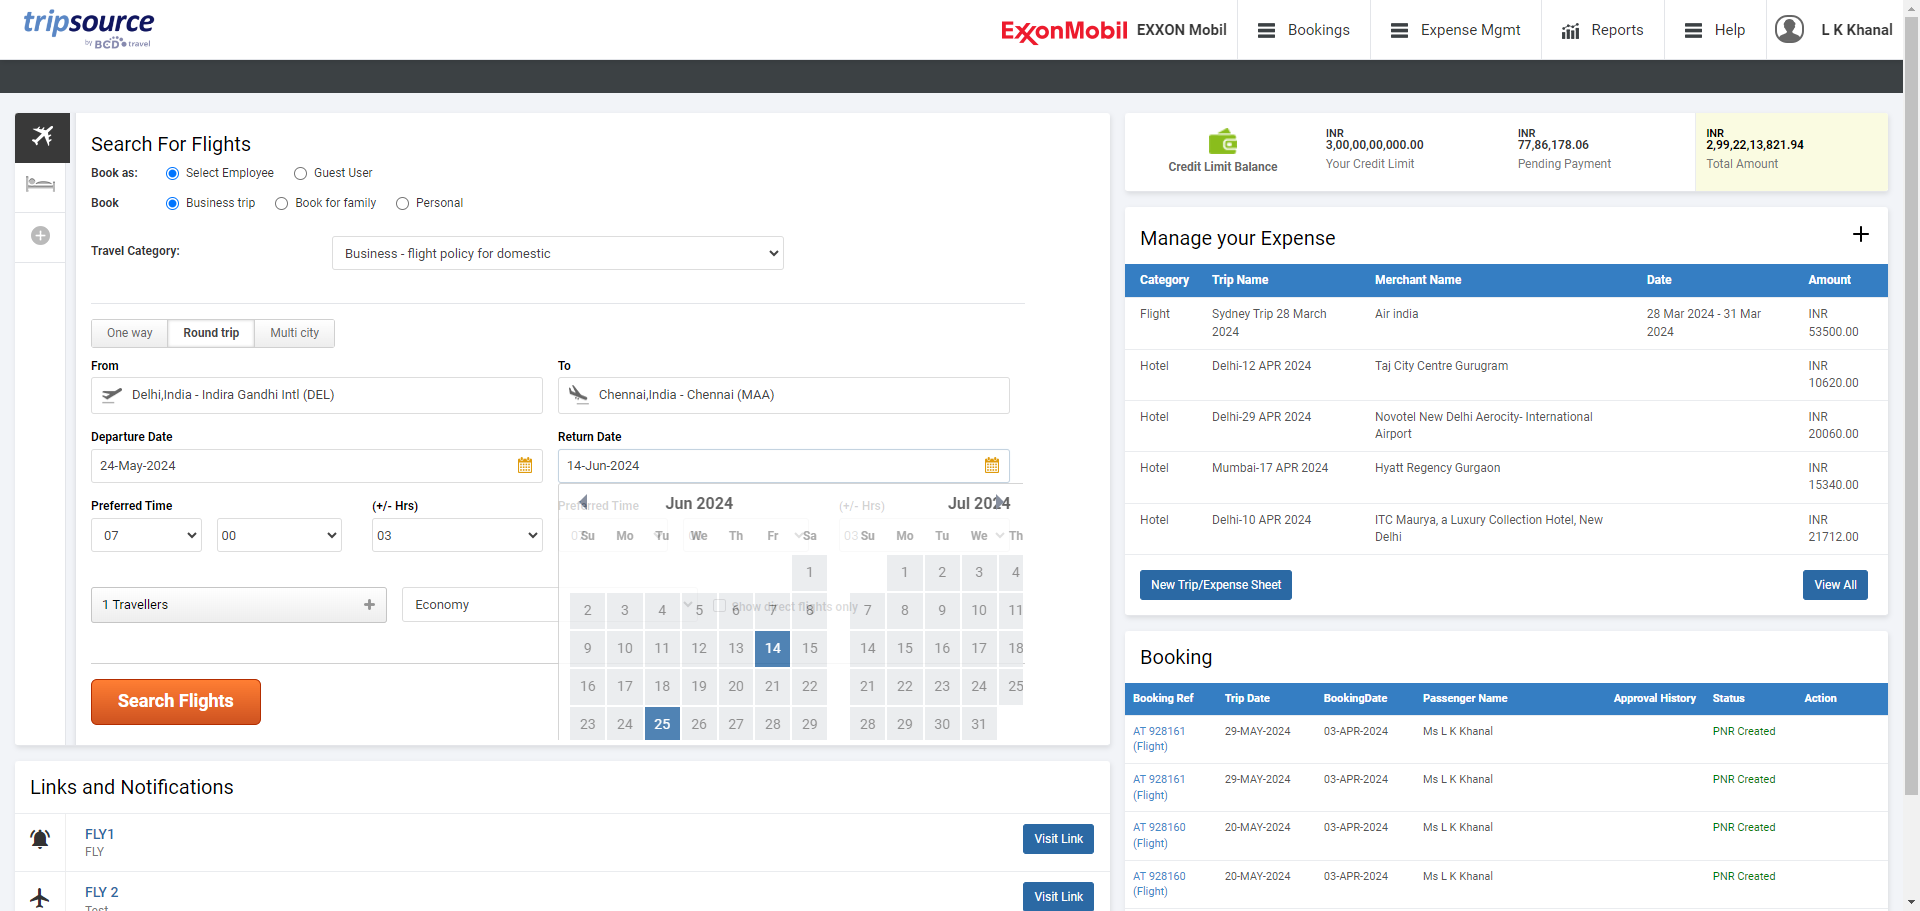 tripsource
by BCD travel
ExxonMobil EXXON Mobil
Bookings
Expense Mgmt
Reports
Help
L K Khanal
Search For Flights
Book as: Select Employee Guest User
Book Business trip Book for family Personal
Travel Category: Business - flight policy for domestic
One way Round trip Multi city
From To
Delhi,India - Indira Gandhi Intl (DEL) Chennai,India - Chennai (MAA)
Departure Date Return Date
24-May-2024 14-Jun-2024
Preferred Time (+/- Hrs)
07 00 03
1 Travellers Economy
Preferred Time (+/- Hrs)
Jun 2024 Jul 2024
Su Mo Tu We Th Fr Sa 03 Su Mo Tu We Th
1 1 2 3 4
Show direct flights only
2 3 4 5 6 7 8 7 8 9 10 11
9 10 11 12 13 14 15 14 15 16 17 18
16 17 18 19 20 21 22 21 22 23 24 25
23 24 25 26 27 28 29 28 29 30 31
Search Flights
Links and Notifications
FLY1
FLY
Visit Link
FLY 2
Test
Visit Link
Credit Limit Balance
INR
3,00,00,00,000.00
Your Credit Limit
INR
77,86,178.06
Pending Payment
INR
2,99,22,13,821.94
Total Amount
Manage your Expense
Category Trip Name Merchant Name Date Amount
Flight Sydney Trip 28 March Air india 28 Mar 2024 - 31 Mar INR
2024 2024 53500.00
Hotel Delhi-12 APR 2024 Taj City Centre Gurugram INR
10620.00
Hotel Delhi-29 APR 2024 Novotel New Delhi Aerocity- International INR
Airport 20060.00
Hotel Mumbai-17 APR 2024 Hyatt Regency Gurgaon INR
15340.00
Hotel Delhi-10 APR 2024 ITC Maurya, a Luxury Collection Hotel, New INR
Delhi 21712.00
New Trip/Expense Sheet View All
Booking
Booking Ref Trip Date BookingDate Passenger Name Approval History Status Action
AT 928161 29-MAY-2024 03-APR-2024 Ms L K Khanal PNR Created
(Flight)
AT 928161 29-MAY-2024 03-APR-2024 Ms L K Khanal PNR Created
(Flight)
AT 928160 20-MAY-2024 03-APR-2024 Ms L K Khanal PNR Created
(Flight)
AT 928160 20-MAY-2024 03-APR-2024 Ms L K Khanal PNR Created
(Flight)